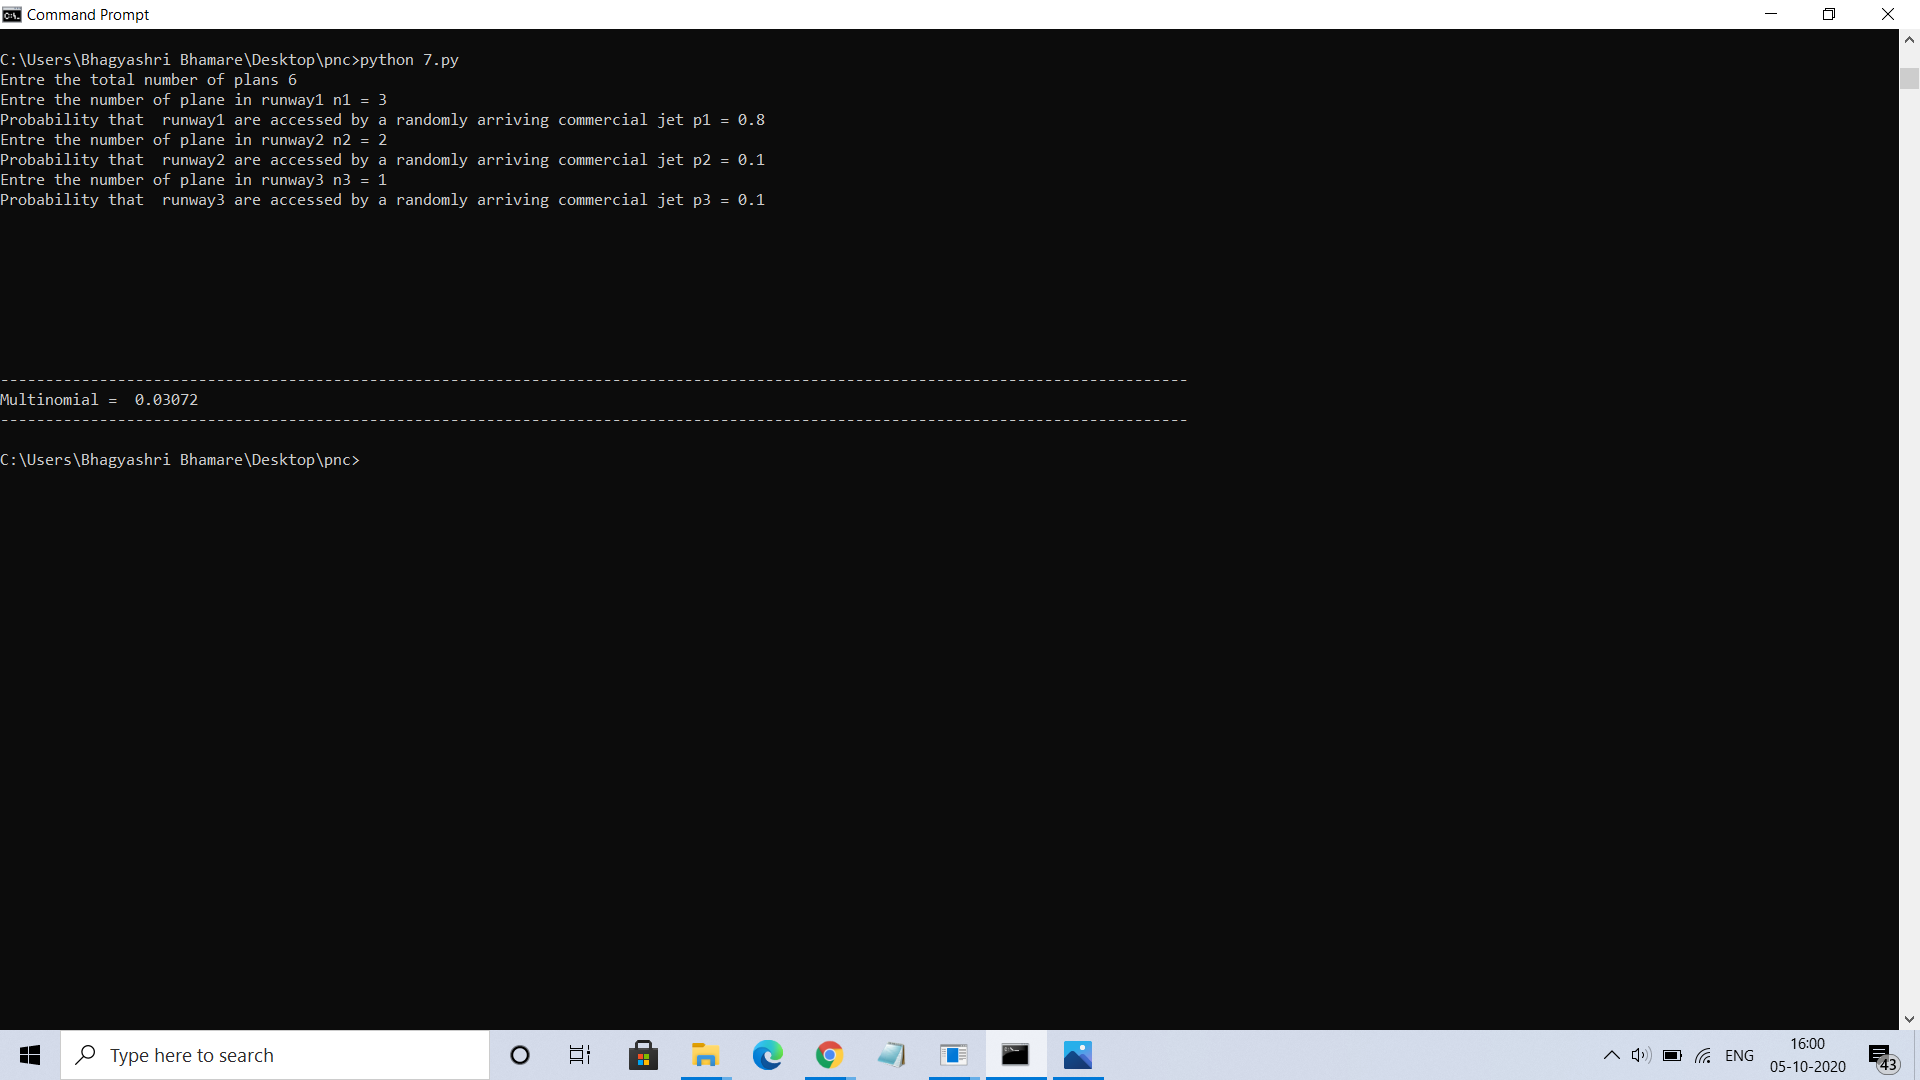 Command Prompt
C:\Users\Bhagyashri Bhamare\Desktop\pnc>python 7.py
Entre the total number of plans 6
Entre the number of plane in runway1 n1 = 3
Probability that  runway1 are accessed by a randomly arriving commercial jet p1 = 0.8
Entre the number of plane in runway2 n2 = 2
Probability that  runway2 are accessed by a randomly arriving commercial jet p2 = 0.1
Entre the number of plane in runway3 n3 = 1
Probability that  runway3 are accessed by a randomly arriving commercial jet p3 = 0.1
------------------------------------------------------------------------------------------------------------------------------------
Multinomial =  0.03072
------------------------------------------------------------------------------------------------------------------------------------
C:\Users\Bhagyashri Bhamare\Desktop\pnc>
Type here to search
ENG
16:00
05-10-2020
43